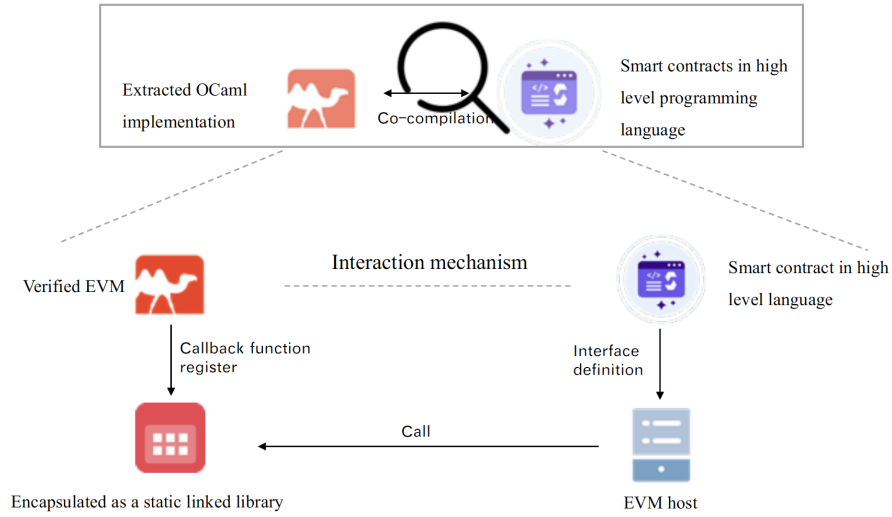 Extracted OCaml
implementation
Co-compilation
Smart contracts in high
level programming
language
Verified EVM
Interaction mechanism
Smart contract in high
level language
Callback function
register
Interface
definition
Call
Encapsulated as a static linked library
EVM host